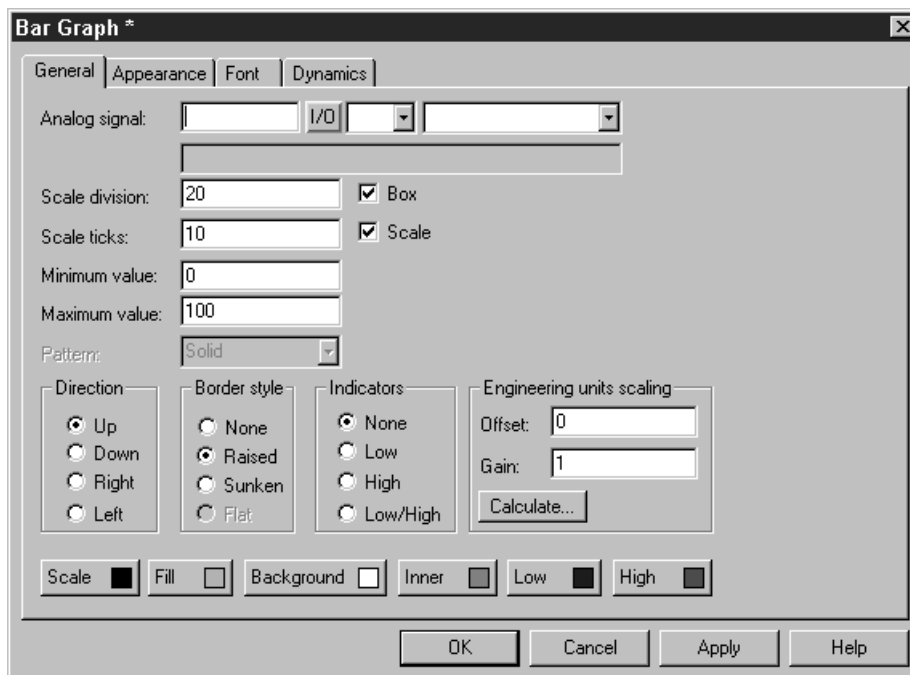 Bar Graph *
General Appearance Font Dynamics
Analog signal: I/O
Scale division: 20 Box
Scale ticks: 10 Scale
Minimum value: 0
Maximum value: 100
Pattern: Solid
Direction Border style Indicators Engineering units scaling
Up None None Offset: 0
Down Raised Low
Right Sunken High Gain: 1
Left Flat Low/High Calculate...
Scale Fill Background Inner Low High
OK Cancel Apply Help